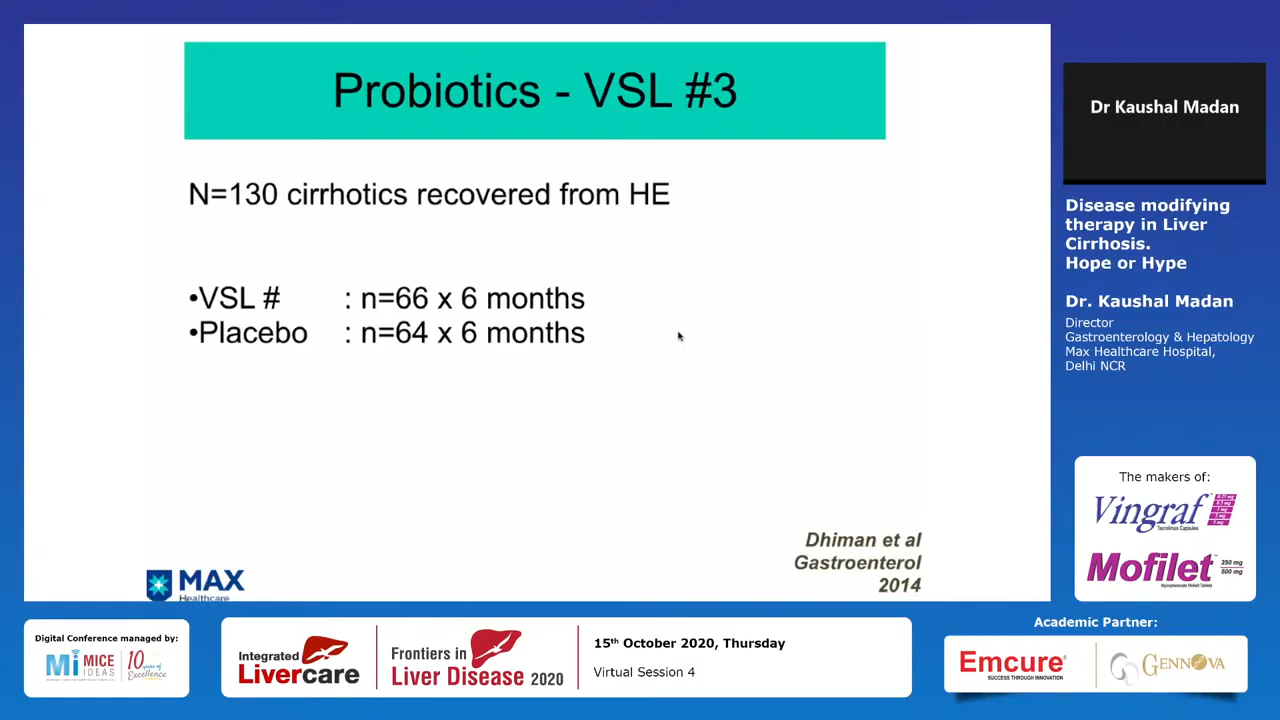 Probiotics - VSL #3
N=130 cirrhotics recovered from HE
•VSL # : n=66 x 6 months
•Placebo : n=64 x 6 months
Dhiman et al
Gastroenterol
2014
MAX
Healthcare
Dr Kaushal Madan
Disease modifying
therapy in Liver
Cirrhosis.
Hope or Hype
Dr. Kaushal Madan
Director
Gastroenterology & Hepatology
Max Healthcare Hospital,
Delhi NCR
The makers of:
Vingraf
Tacrolimus Capsules
Mofilet
250 mg
500 mg
Digital Conference managed by:
Mi MICE
IDEAS
10 years of
Excellence
Integrated
Livercare
Frontiers in
Liver Disease 2020
15th October 2020, Thursday
Virtual Session 4
Academic Partner:
Emcure®
SUCCESS THROUGH INNOVATION
GENNOVA